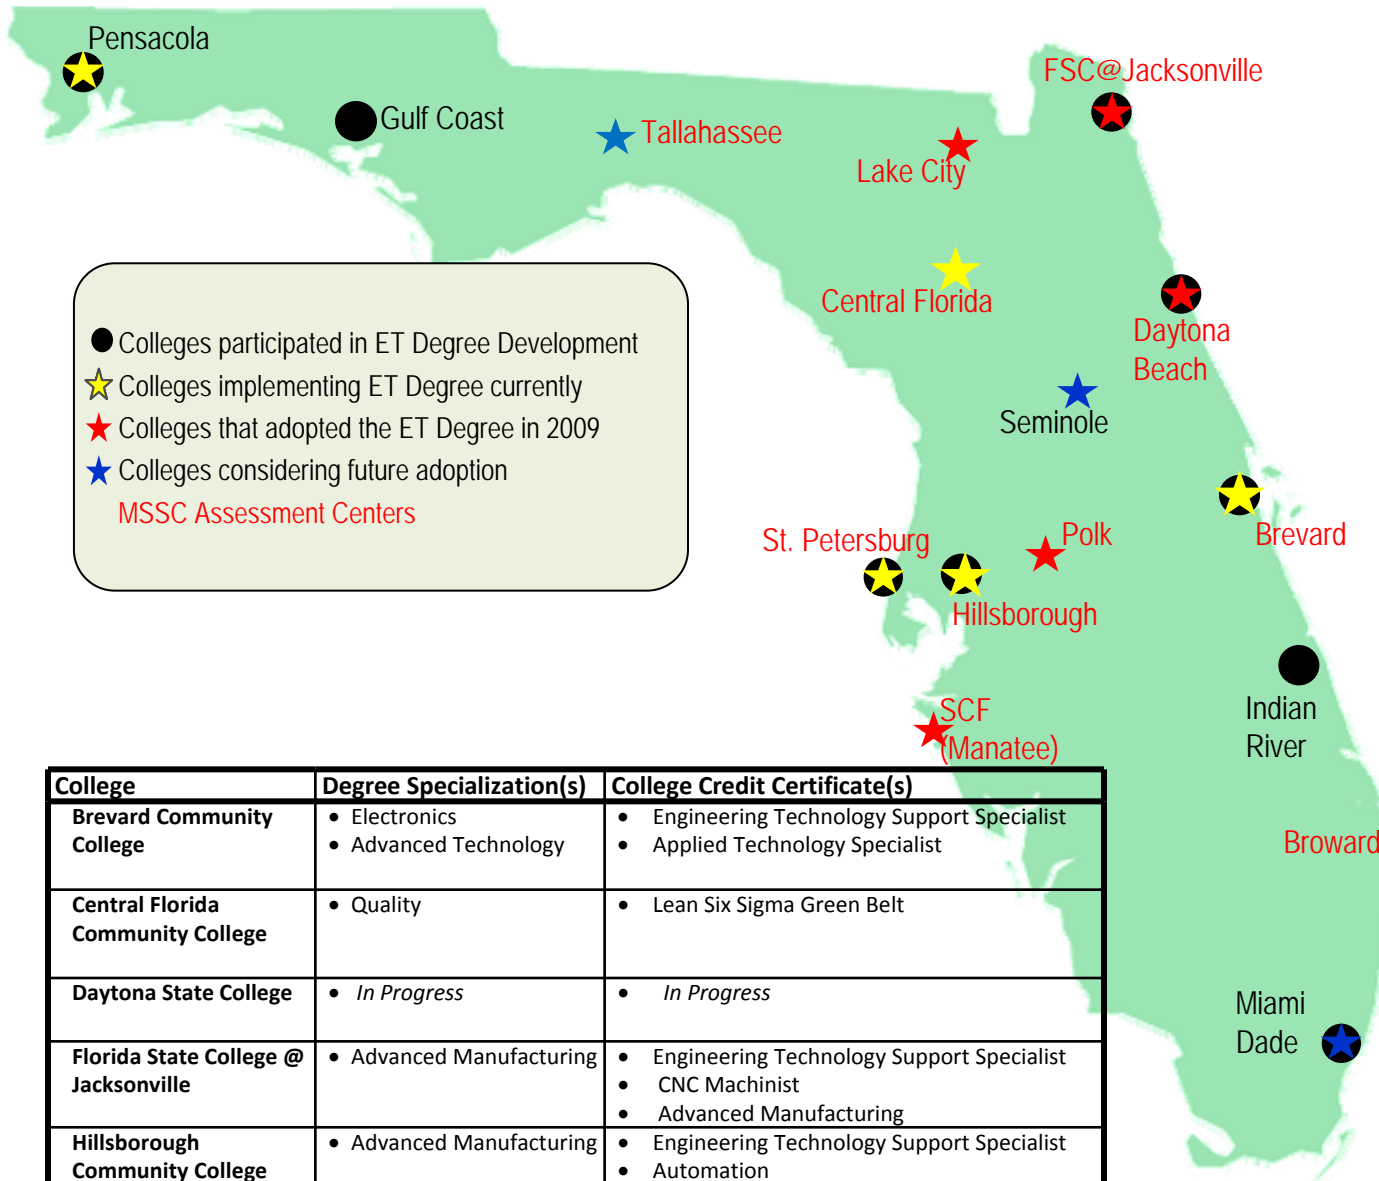 Pensacola
Gulf Coast
Tallahassee
FSC@Jacksonville
Lake City
Central Florida
Daytona
Beach
Seminole
Brevard
Polk
St. Petersburg
Hillsborough
Indian
River
SCF
(Manatee)
Broward
Miami
Dade
Colleges participated in ET Degree Development
Colleges implementing ET Degree currently
Colleges that adopted the ET Degree in 2009
Colleges considering future adoption
MSSC Assessment Centers
College Degree Specialization(s) College Credit Certificate(s)
Brevard Community • Electronics • Engineering Technology Support Specialist
College • Advanced Technology • Applied Technology Specialist
Central Florida • Quality • Lean Six Sigma Green Belt
Community College
Daytona State College • In Progress • In Progress
Florida State College @ • Advanced Manufacturing • Engineering Technology Support Specialist
Jacksonville • CNC Machinist
• Advanced Manufacturing
Hillsborough • Advanced Manufacturing • Engineering Technology Support Specialist
Community College • Automation